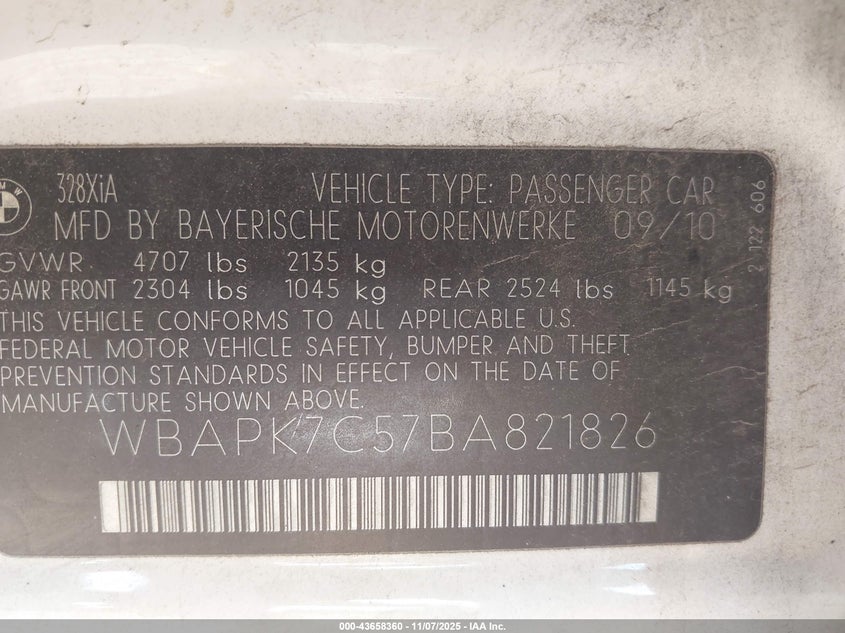 BMW
328XiA VEHICLE TYPE: PASSENGER CAR
MFD BY BAYERISCHE MOTORENWERKE 09/10
GVWR 4707 lbs 2135 kg
GAWR FRONT 2304 lbs 1045 kg REAR 2524 lbs 1145 kg
THIS VEHICLE CONFORMS TO ALL APPLICABLE U.S.
FEDERAL MOTOR VEHICLE SAFETY, BUMPER AND THEFT
PREVENTION STANDARDS IN EFFECT ON THE DATE OF
MANUFACTURE SHOWN ABOVE.
WBAPK7C57BA821826
2 122 606
000-43658360 - 11/07/2025 - IAA Inc.